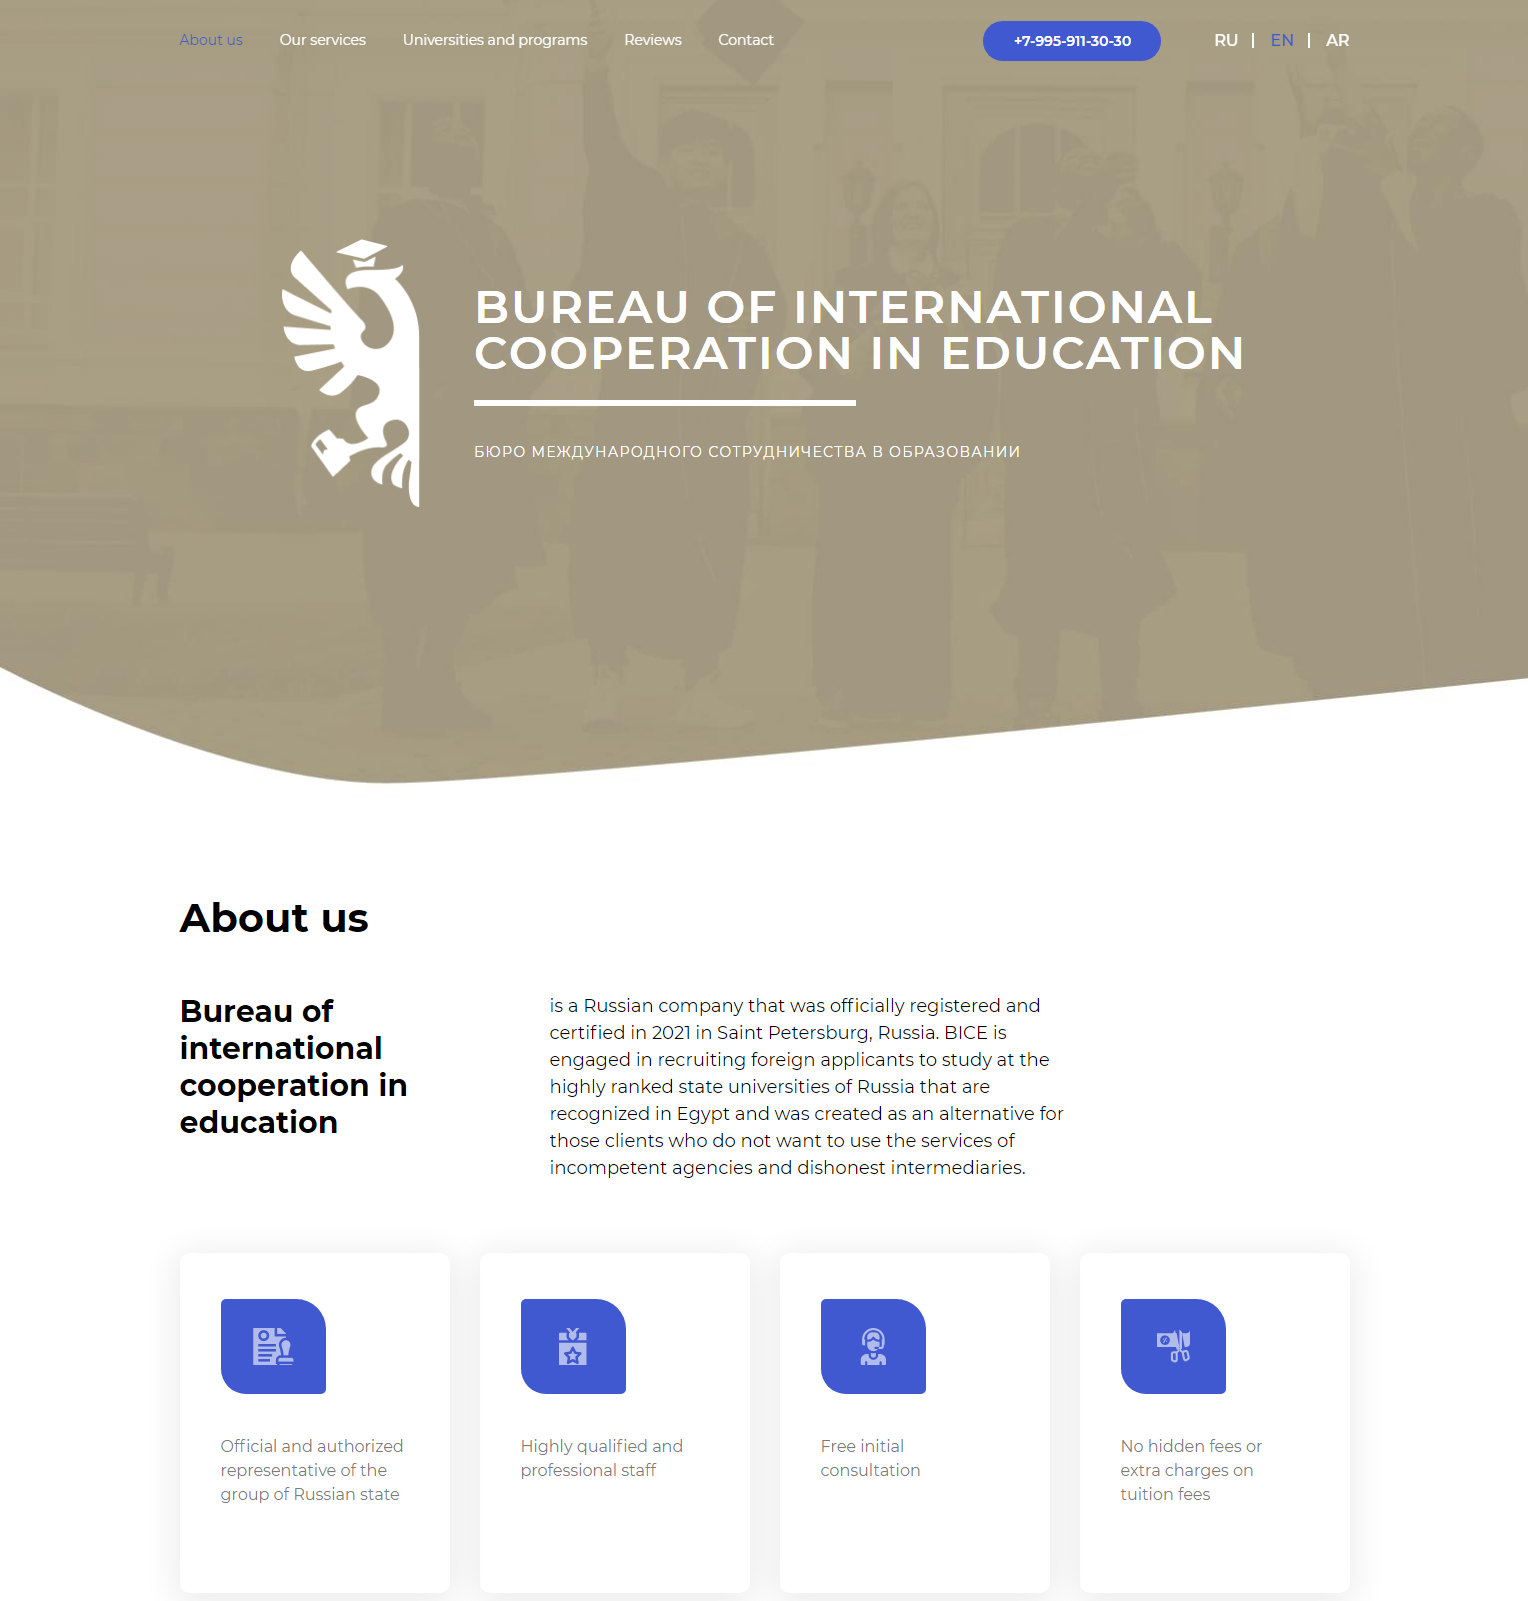 About us
Our services
Universities and programs
Reviews
Contact
+7-995-911-30-30
RU | EN | AR
BUREAU OF INTERNATIONAL
COOPERATION IN EDUCATION
БЮРО МЕЖДУНАРОДНОГО СОТРУДНИЧЕСТВА В ОБРАЗОВАНИИ
About us
Bureau of
international
cooperation in
education
is a Russian company that was officially registered and
certified in 2021 in Saint Petersburg, Russia. BICE is
engaged in recruiting foreign applicants to study at the
highly ranked state universities of Russia that are
recognized in Egypt and was created as an alternative for
those clients who do not want to use the services of
incompetent agencies and dishonest intermediaries.
Official and authorized
representative of the
group of Russian state
Highly qualified and
professional staff
Free initial
consultation
No hidden fees or
extra charges on
tuition fees